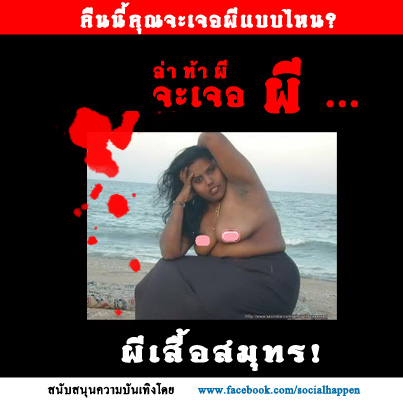 คืนนี้คุณจะเจอผีแบบไหน?
ล่า ท้า ผี
จะเจอ ผี ...
ผีเสื้อสมุทร!
สนับสนุนความบันเทิงโดย www.facebook.com/socialhappen